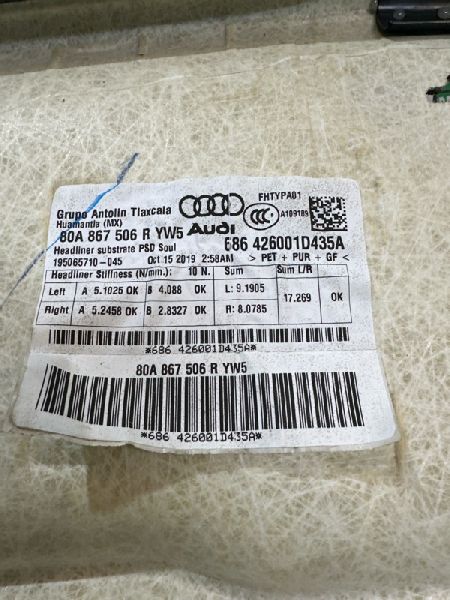 Grupo Antolin Tlaxcala
Huamantla (MX)
FHTYPA01
CCC
A109189
80A 867 506 R YW5
Audi
686 426001D435A
Headliner substrate PSD Soul
195065710-045
Oct 15 2019 2:58AM
> PET + PUR + GF <
Headliner Stiffness (N/mm.): 10 N. Sum Sum L/R
Left A 5.1025 OK B 4.088 OK L: 9.1905 17.269 OK
Right A 5.2458 OK B 2.8327 OK R: 8.0785
*686 426001D435A*
80A 867 506 R YW5
*686 426001D435A*